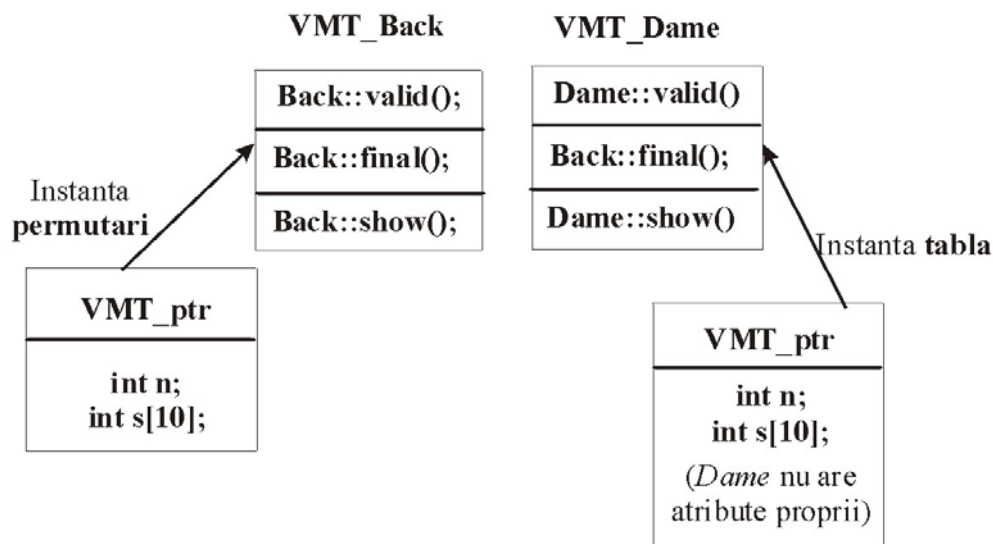 VMT_Back
VMT_Dame
Back::valid();
Back::final();
Back::show();
Dame::valid()
Back::final();
Dame::show()
Instanta
permutari
Instanta tabla
VMT_ptr
int n;
int s[10];
VMT_ptr
int n;
int s[10];
(Dame nu are
atribute proprii)